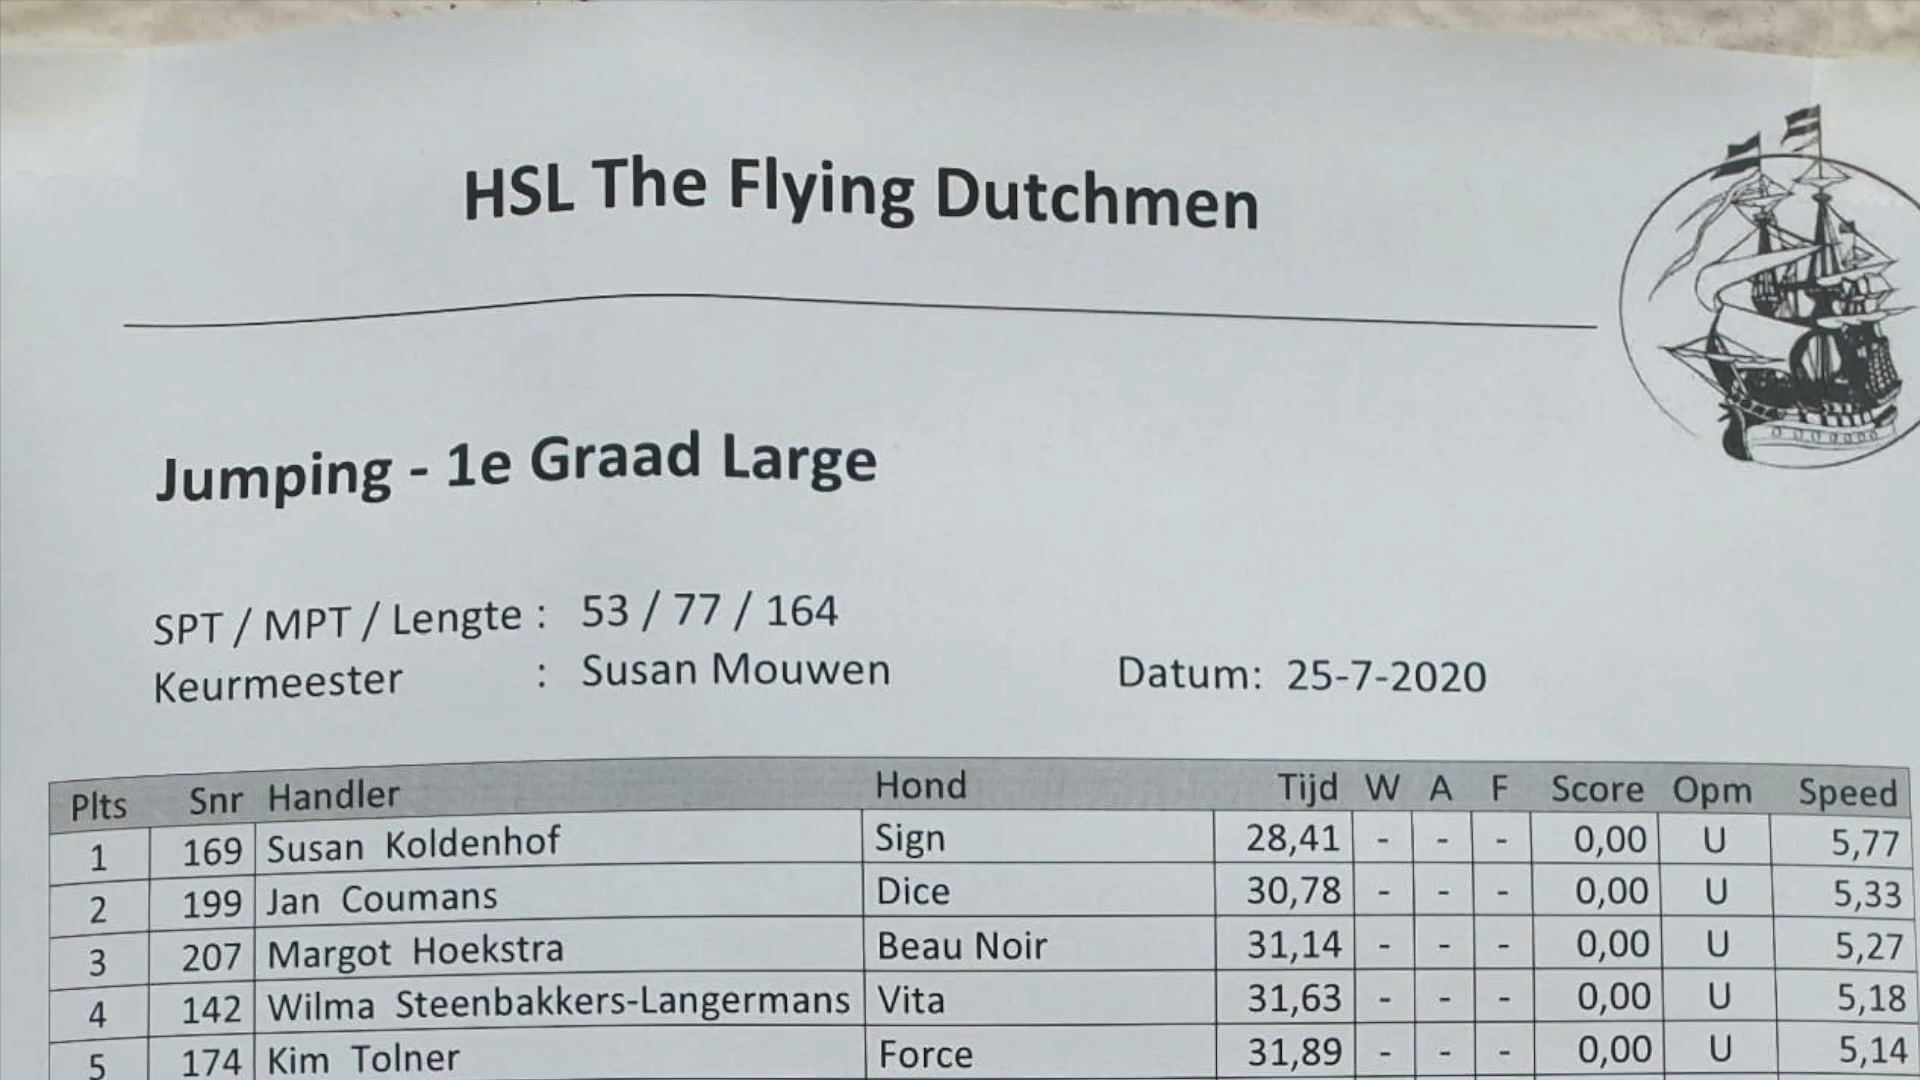 HSL The Flying Dutchmen
Jumping - 1e Graad Large
SPT / MPT / Lengte : 53 / 77 / 164
Keurmeester : Susan Mouwen Datum: 25-7-2020
Plts Snr Handler Hond Tijd W A F Score Opm Speed
1 169 Susan Koldenhof Sign 28,41 - - - 0,00 U 5,77
2 199 Jan Coumans Dice 30,78 - - - 0,00 U 5,33
3 207 Margot Hoekstra Beau Noir 31,14 - - - 0,00 U 5,27
4 142 Wilma Steenbakkers-Langermans Vita 31,63 - - - 0,00 U 5,18
5 174 Kim Tolner Force 31,89 - - - 0,00 U 5,14